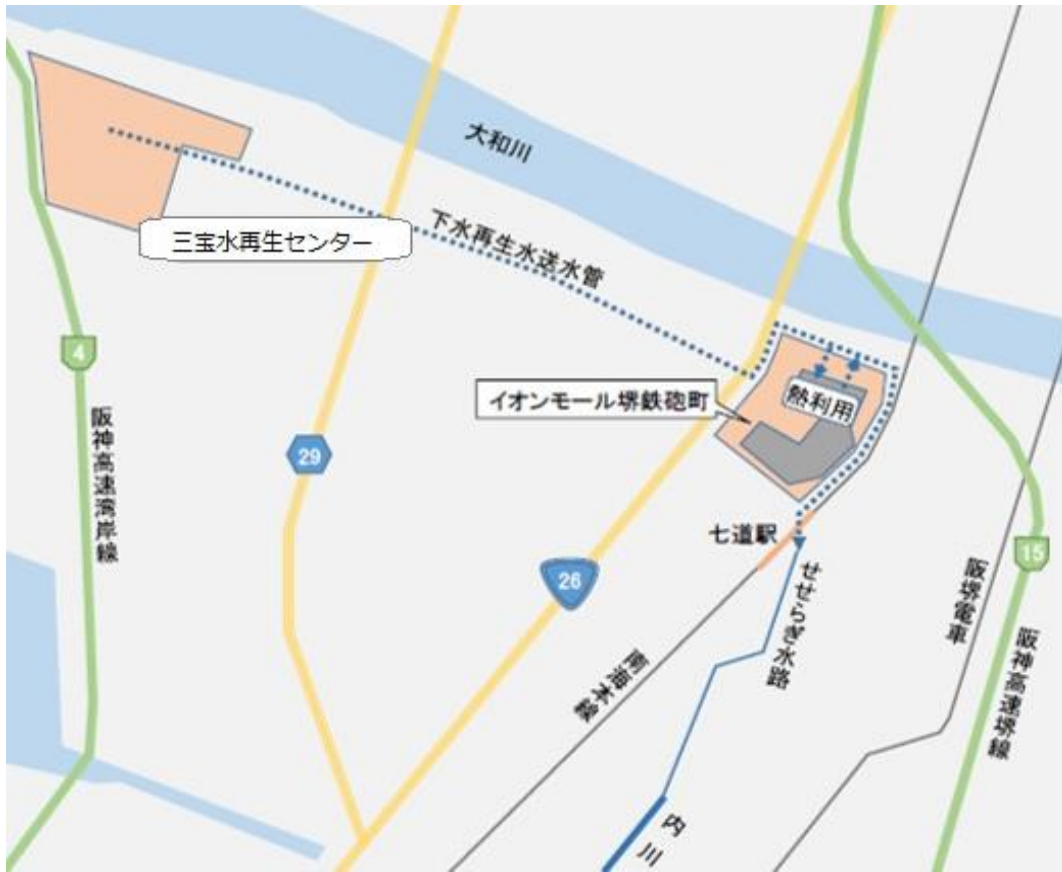 大和川
下水再生水送水管
三宝水再生センター
4
阪神高速湾岸線
イオンモール堺鉄砲町
熱利用
29
七道駅
26
せせらぎ水路
15
阪堺電車
阪神高速堺線
南海本線
内川